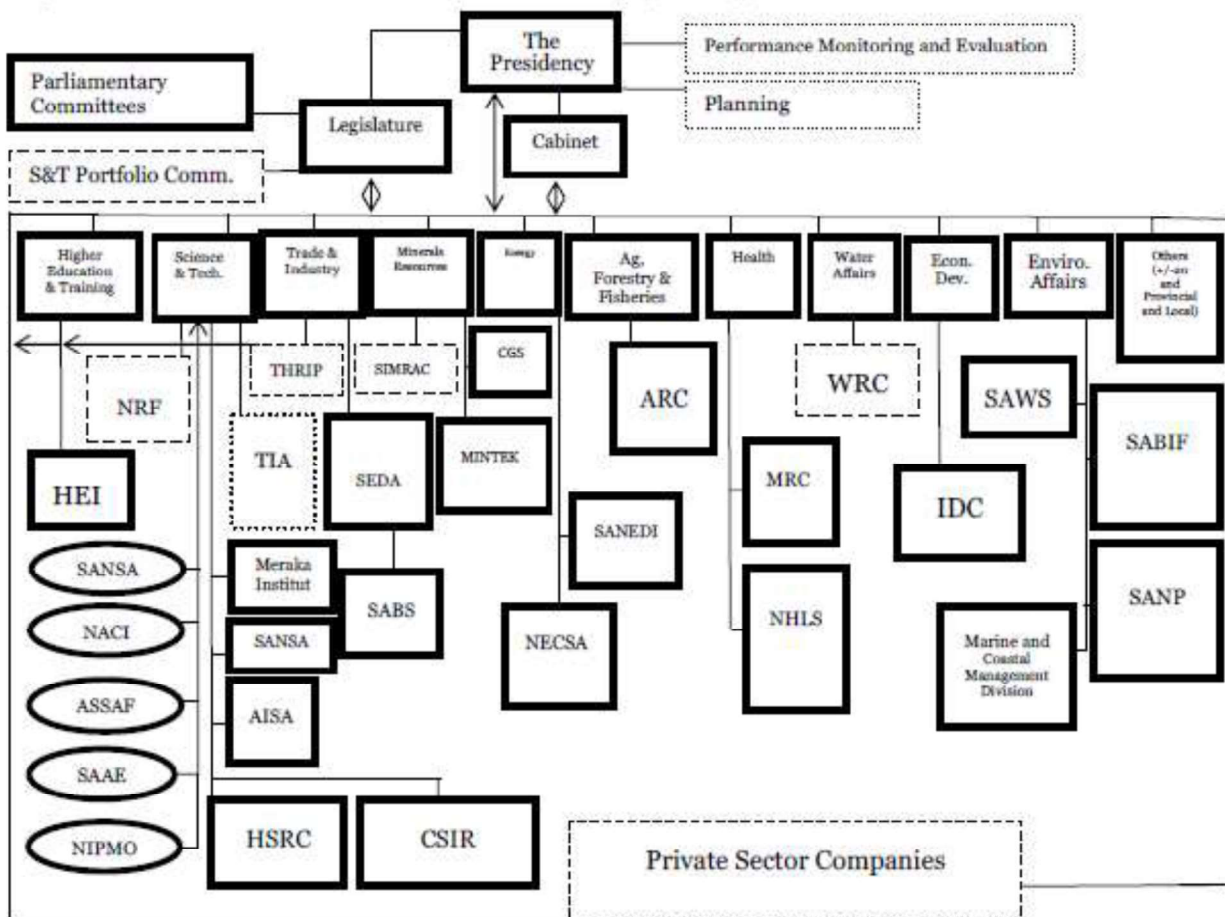 The
Presidency
Performance Monitoring and Evaluation
Planning
Parliamentary
Committees
Legislature
Cabinet
S&T Portfolio Comm.
Higher
Education
& Training
Science
& Tech.
Trade &
Industry
Minerals
Resources
Energy
Ag,
Forestry &
Fisheries
Health
Water
Affairs
Econ.
Dev.
Enviro.
Affairs
Others
and
Provincial
and Local)
NRF
THRIP
SIMRAC
CGS
ARC
WRC
SAWS
SABIF
HEI
TIA
SEDA
MINTEK
MRC
IDC
SANEDI
SANSA
Meraka
Institut
SABS
NACI
SANSA
NECSA
NHLS
Marine and
Coastal
Management
Division
SANP
ASSAF
AISA
SAAE
NIPMO
HSRC
CSIR
Private Sector Companies